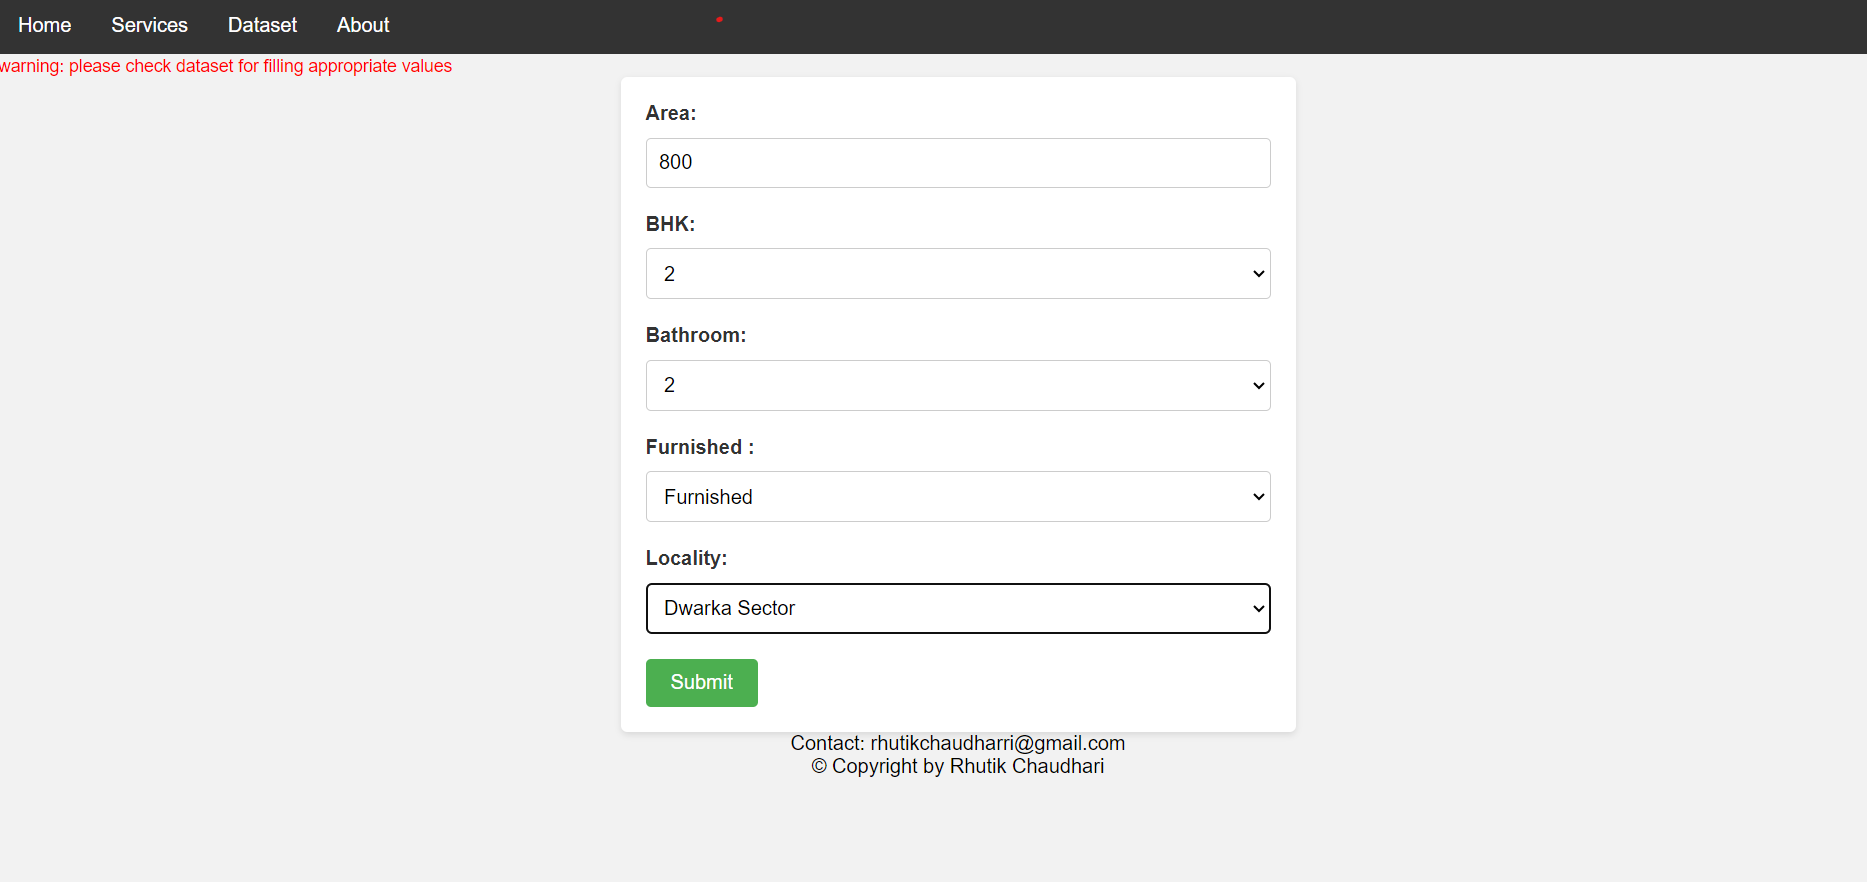 Home Services Dataset About
warning: please check dataset for filling appropriate values
Area:
800
BHK:
2
Bathroom:
2
Furnished :
Furnished
Locality:
Dwarka Sector
Submit
Contact: rhutikchaudharri@gmail.com
© Copyright by Rhutik Chaudhari